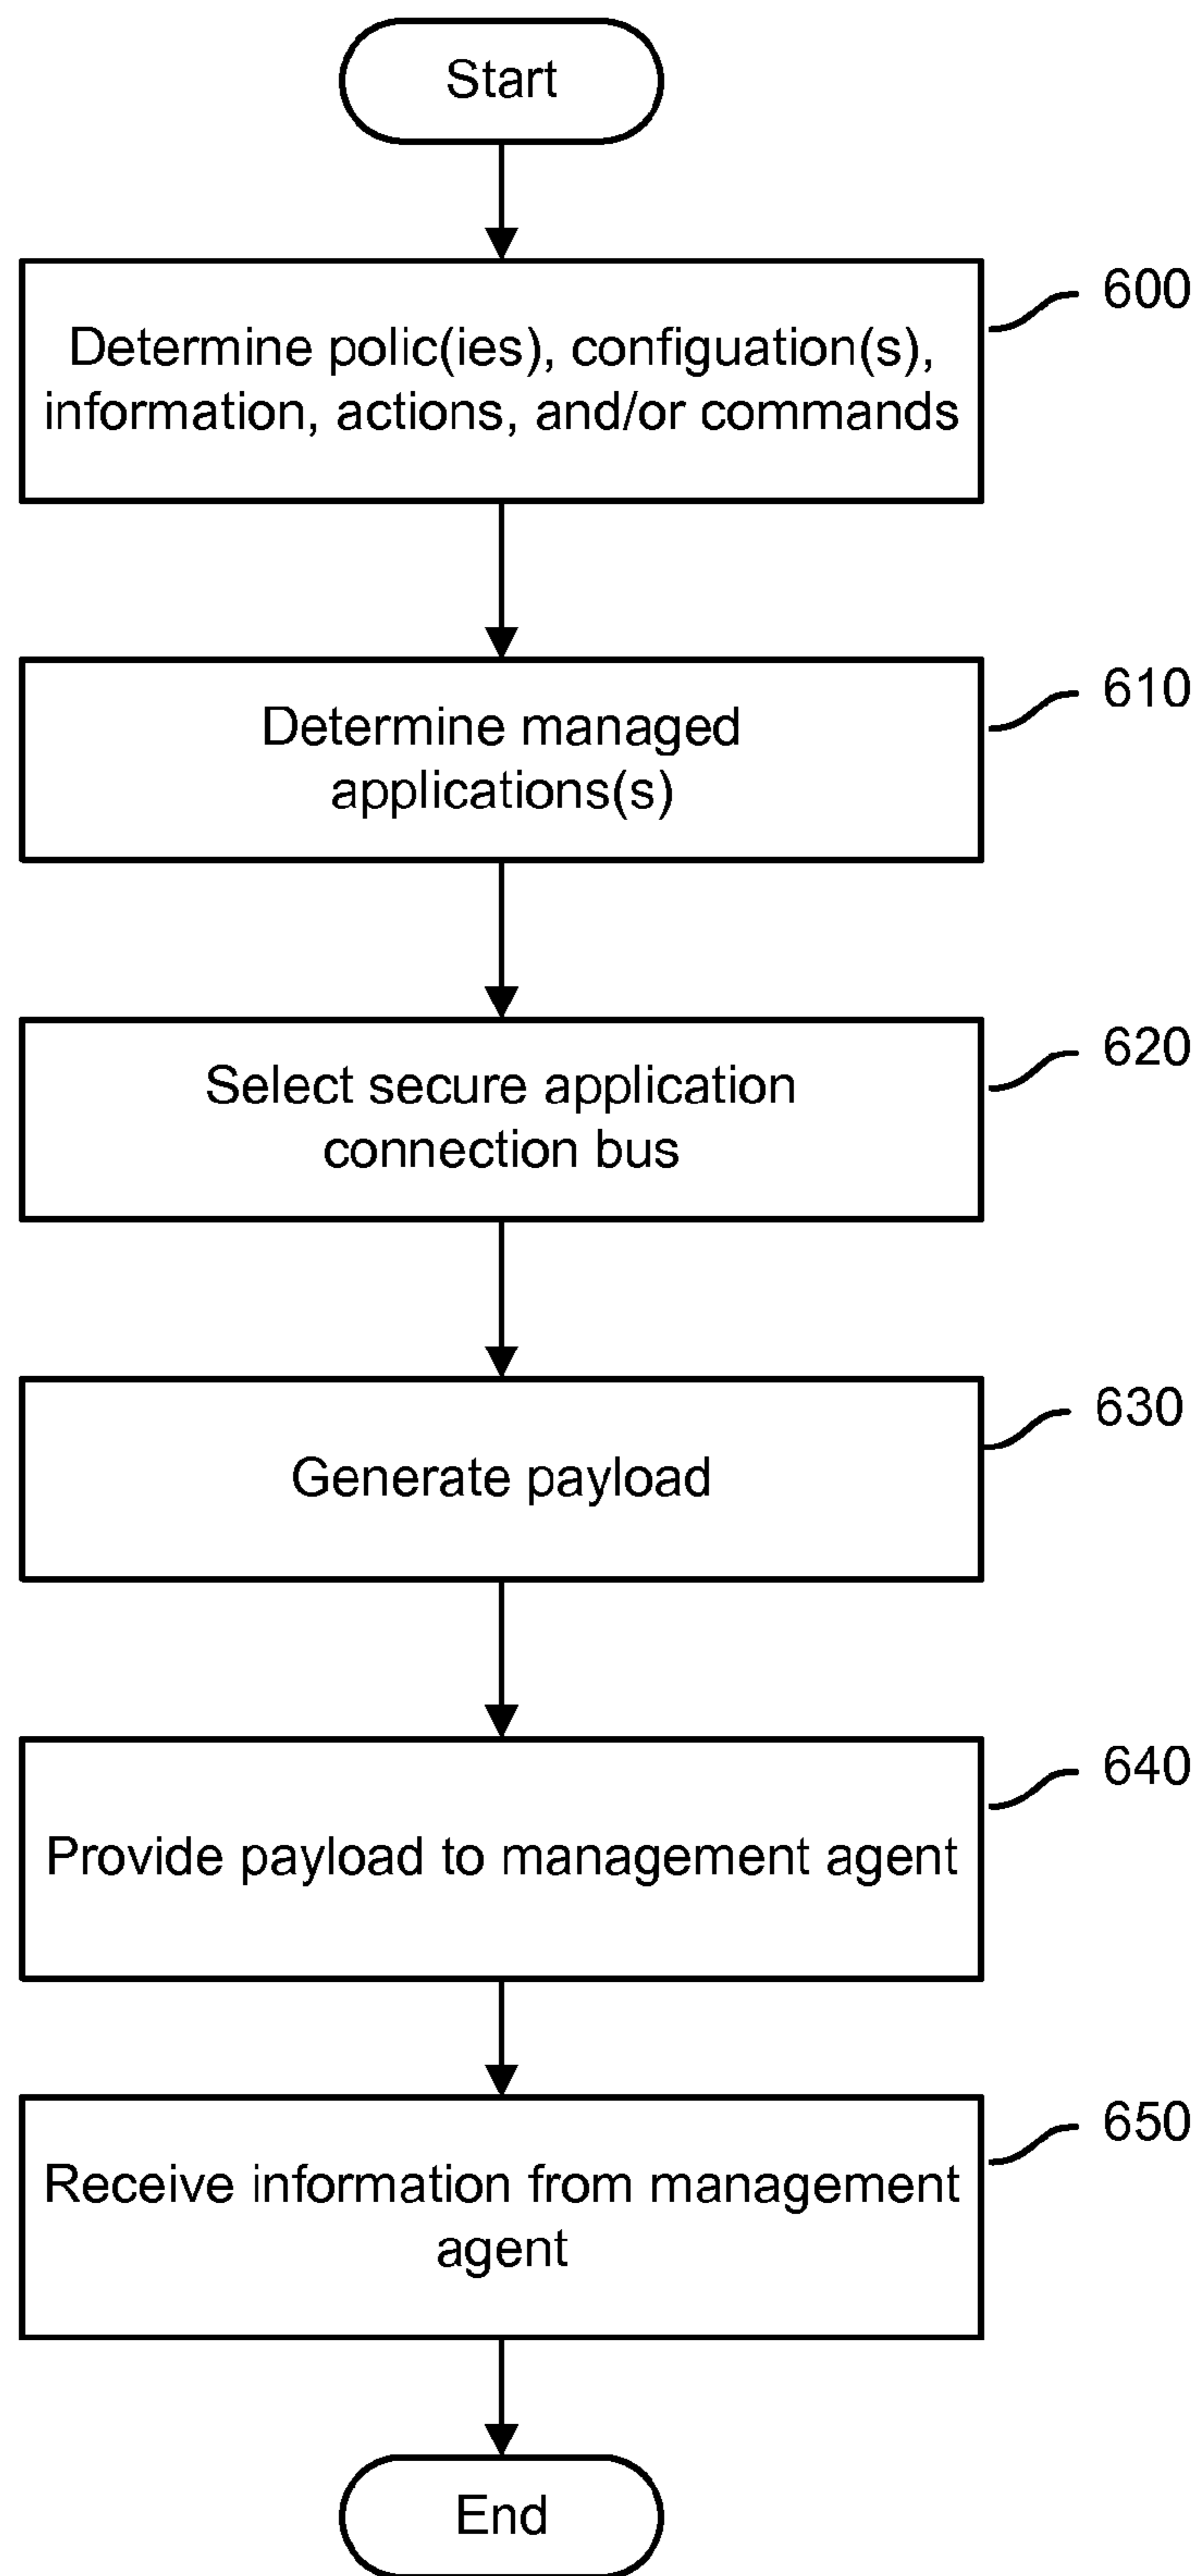 Start
600
Determine polic(ies), configuation(s),
information, actions, and/or commands
610
Determine managed
applications(s)
620
Select secure application
connection bus
630
Generate payload
640
Provide payload to management agent
650
Receive information from management
agent
End